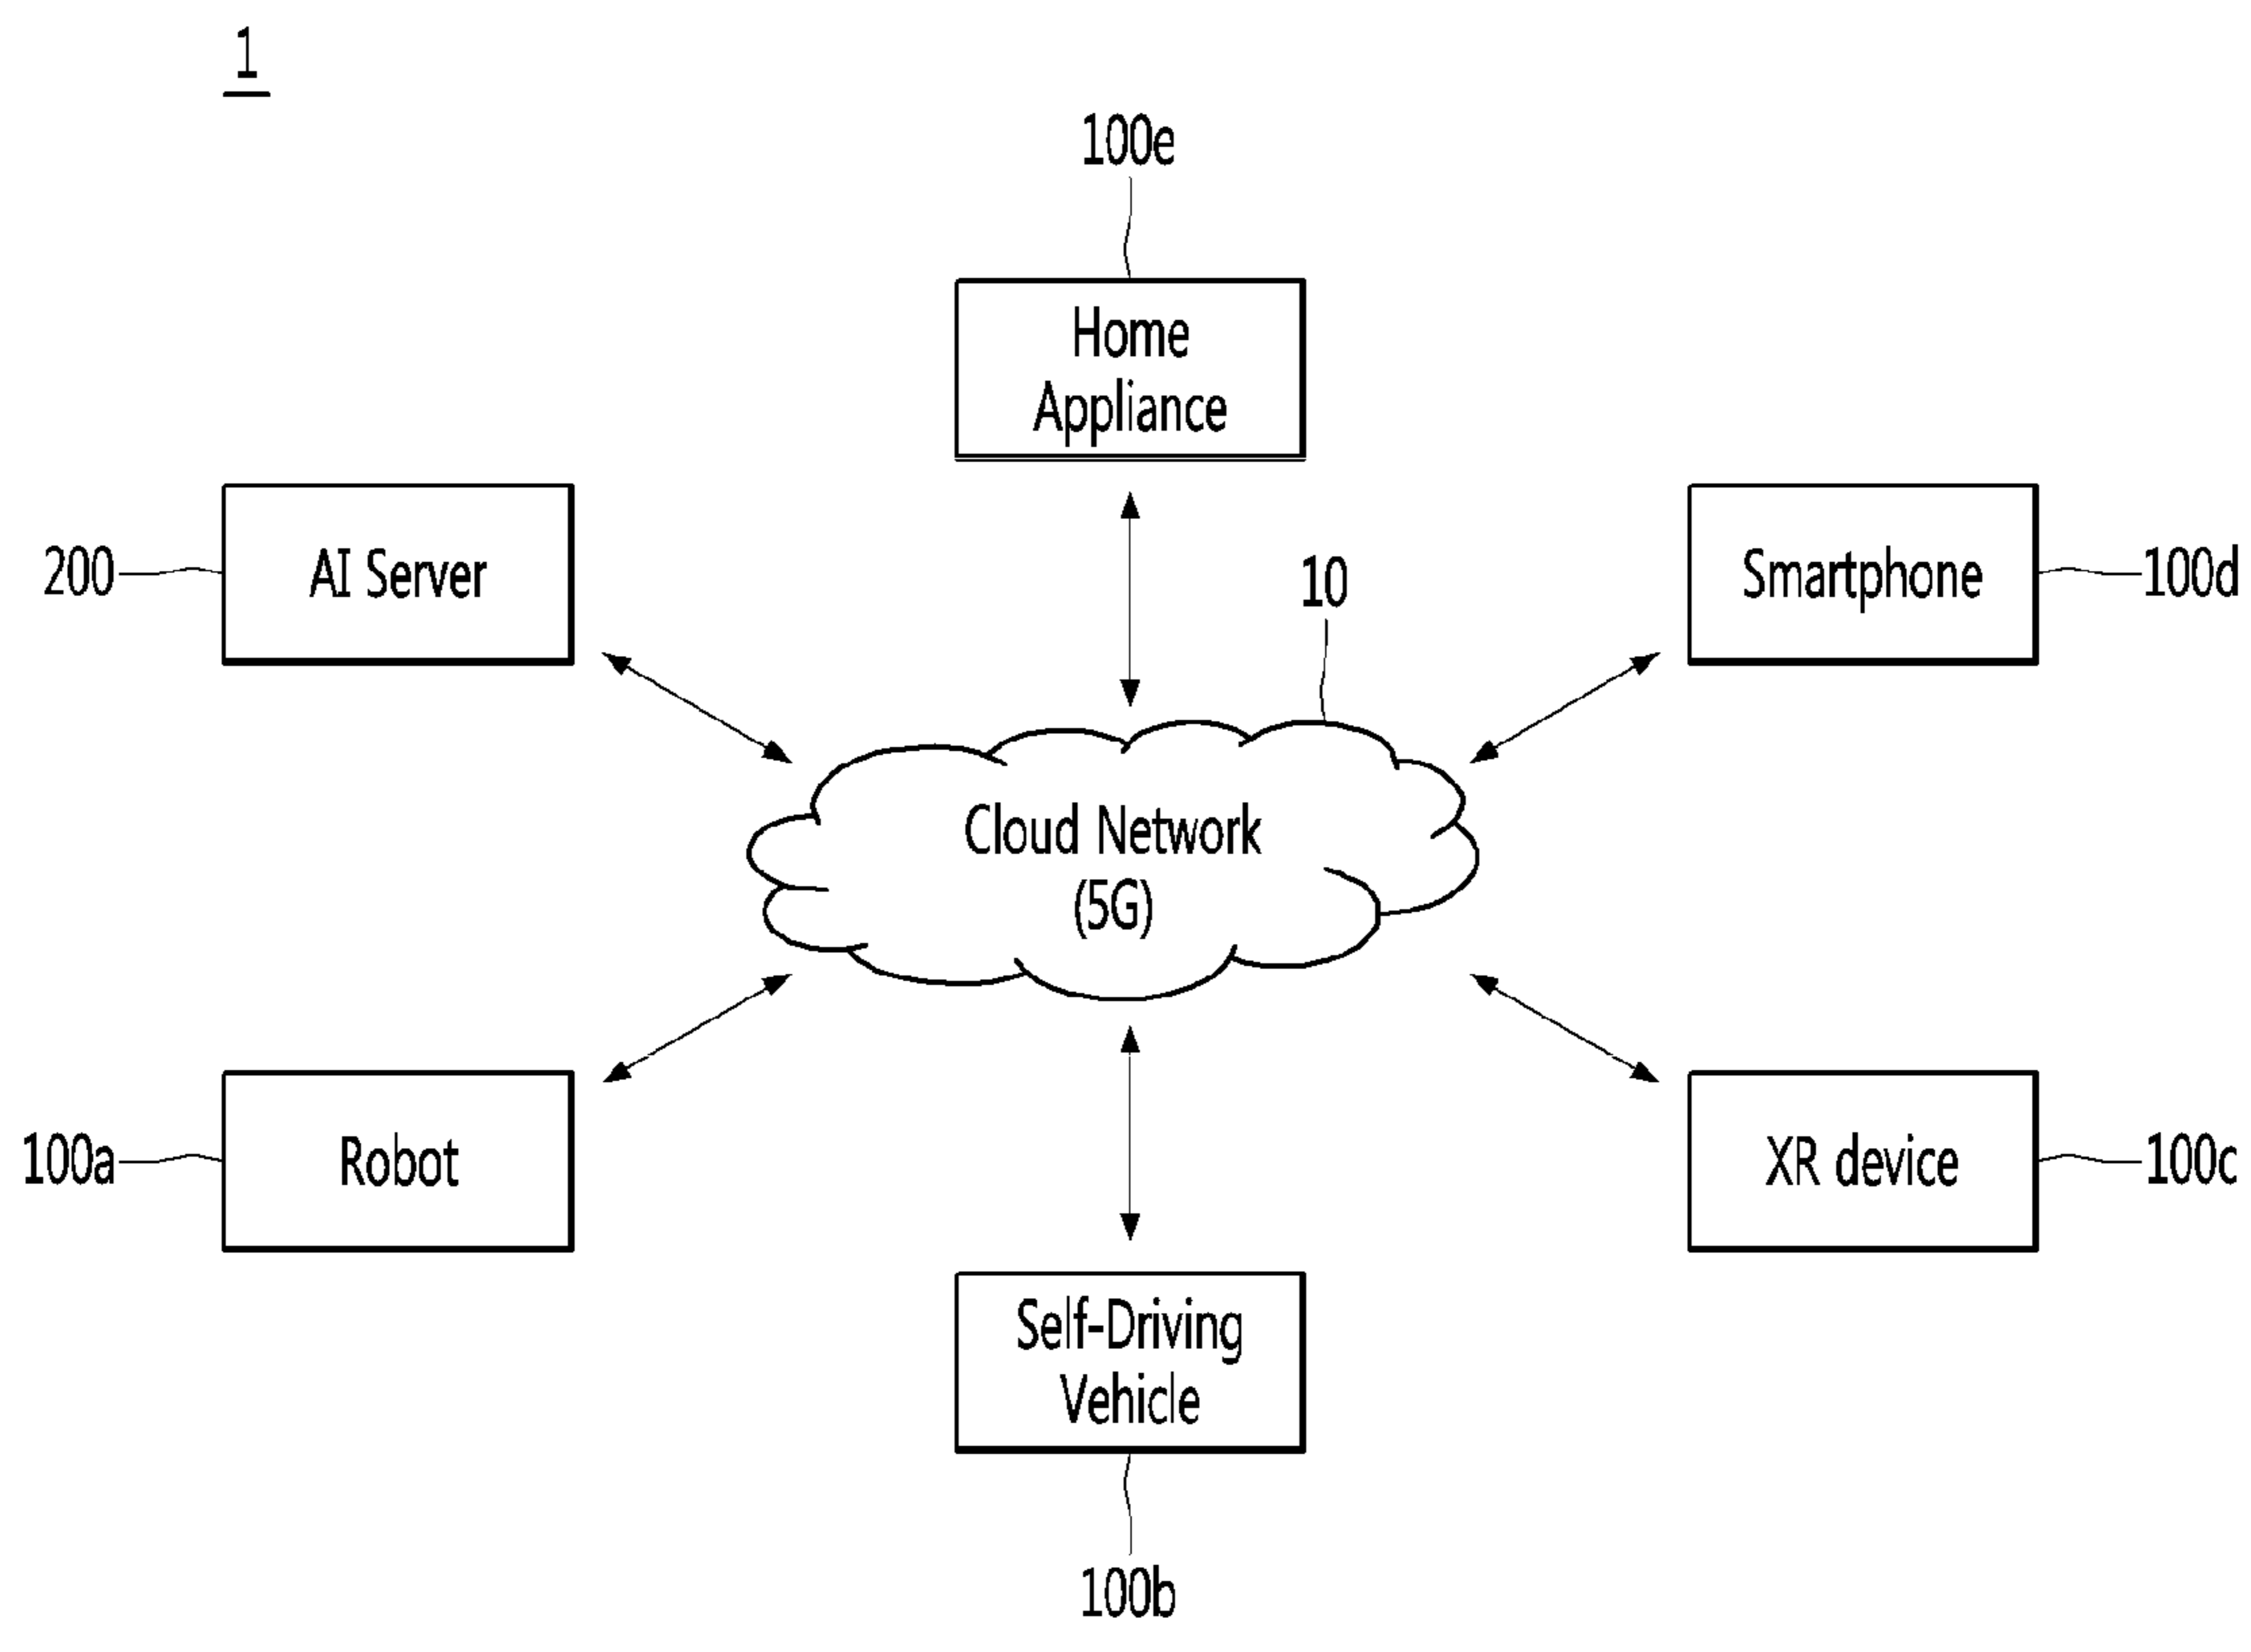 1
100e
Home
Appliance
200
AI Server
10
Smartphone
100d
Cloud Network
(5G)
100a
Robot
XR device
100c
Self-Driving
Vehicle
100b